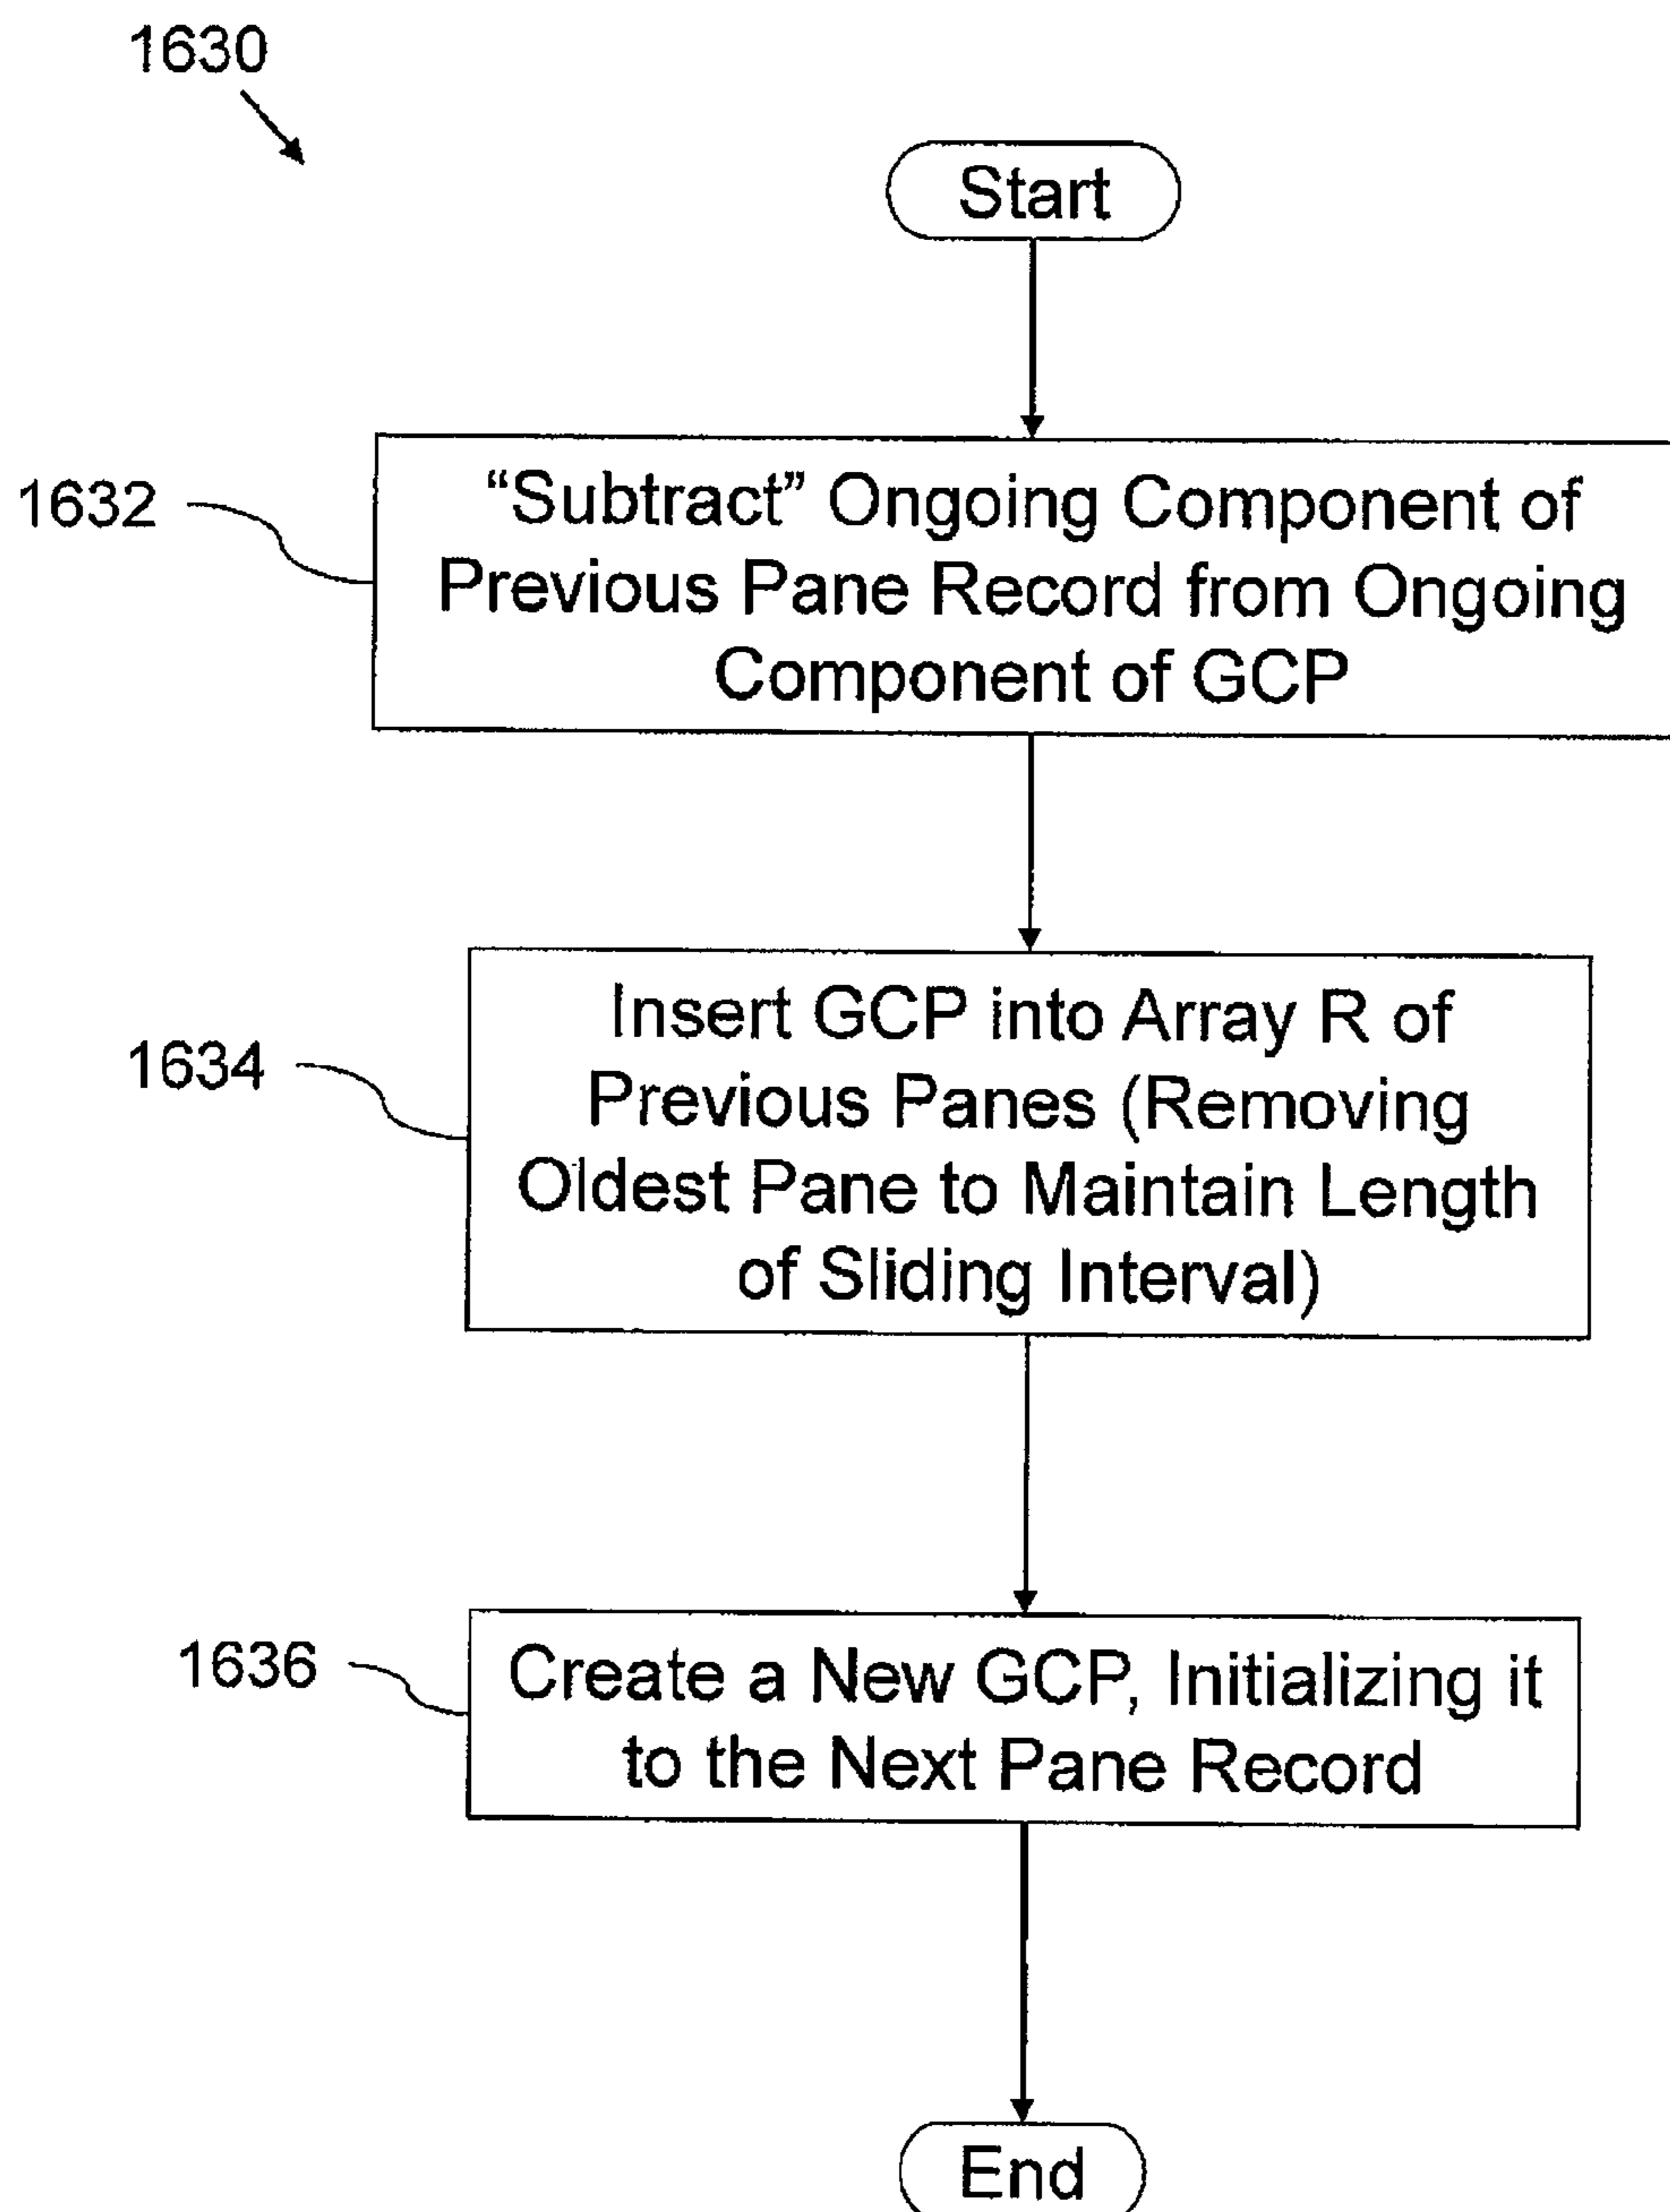 1630
Start
1632
“Subtract” Ongoing Component of
Previous Pane Record from Ongoing
Component of GCP
1634
Insert GCP into Array R of
Previous Panes (Removing
Oldest Pane to Maintain Length
of Sliding Interval)
1636
Create a New GCP, Initializing it
to the Next Pane Record
End